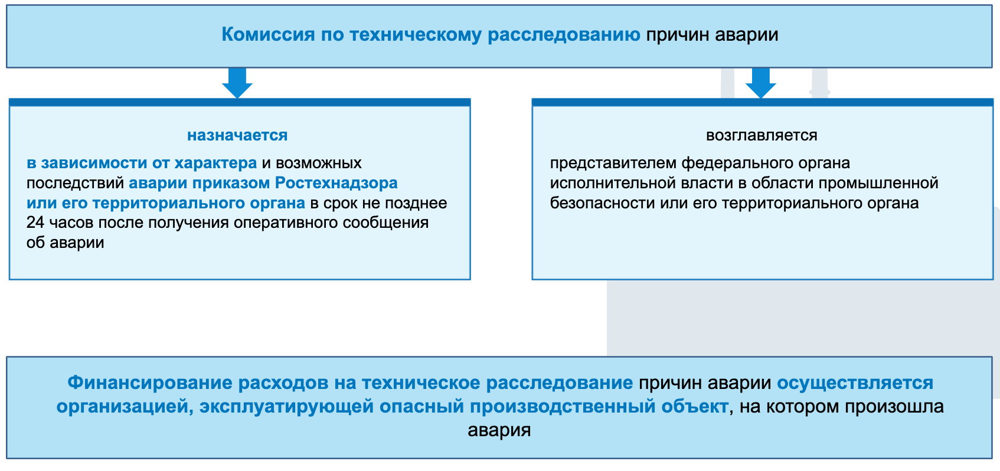 Комиссия по техническому расследованию причин аварии
назначается
в зависимости от характера и возможных
последствий аварии приказом Ростехнадзора
или его территориального органа в срок не позднее
24 часов после получения оперативного сообщения
об аварии
возглавляется
представителем федерального органа
исполнительной власти в области промышленной
безопасности или его территориального органа
Финансирование расходов на техническое расследование причин аварии осуществляется
организацией, эксплуатирующей опасный производственный объект, на котором произошла
авария